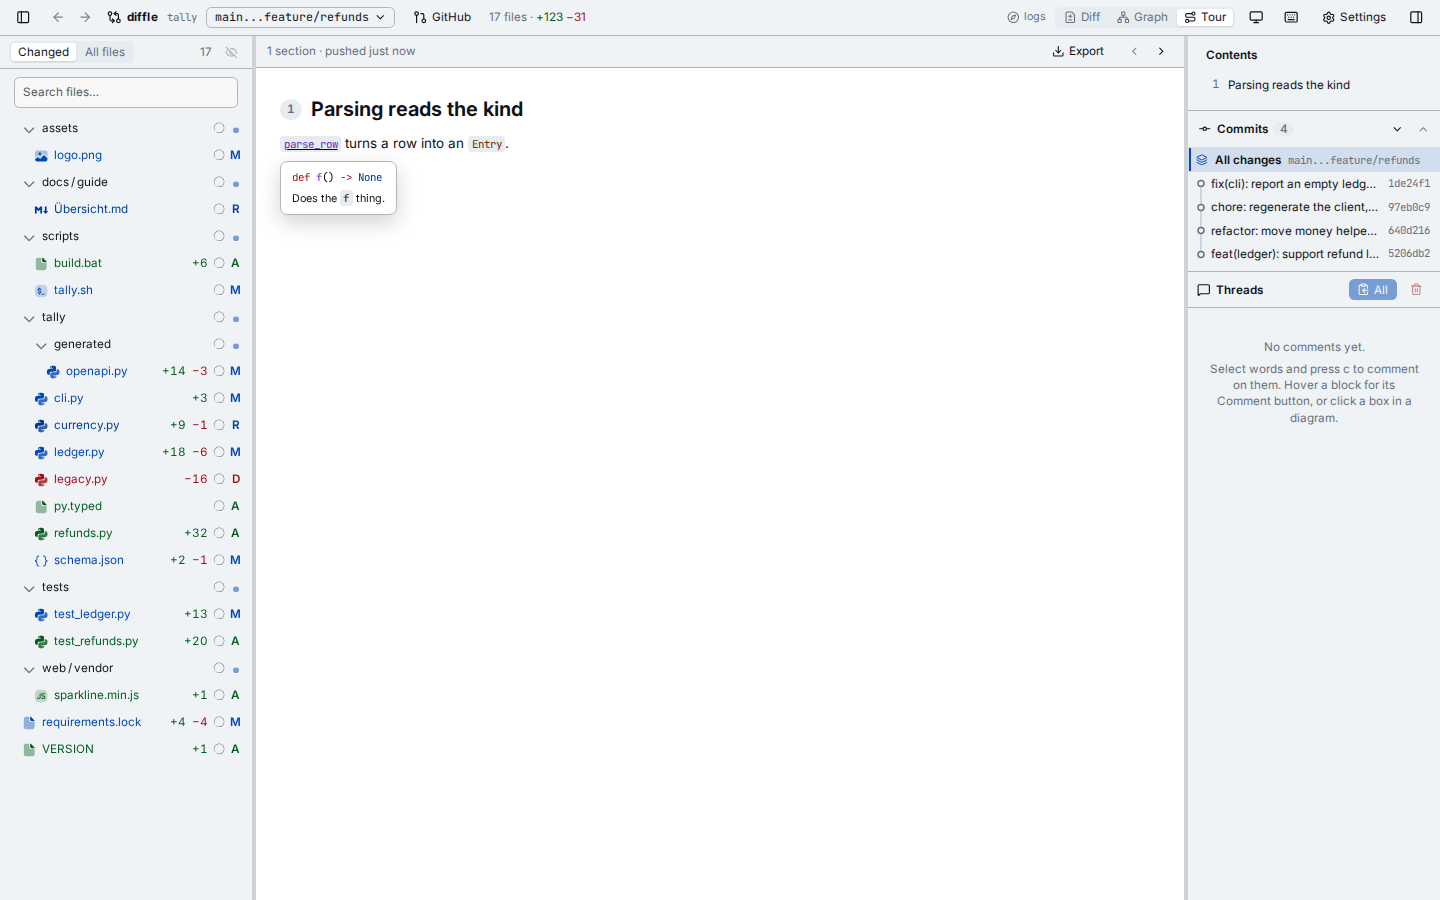 diffle tally main...feature/refunds GitHub 17 files · +123 −31 logs Diff Graph Tour Settings
Changed All files 17
Search files...
assets
logo.png M
docs/guide
Übersicht.md R
scripts
build.bat +6 A
tally.sh M
tally
generated
openapi.py +14 −3 M
cli.py +3 M
currency.py +9 −1 R
ledger.py +18 −6 M
legacy.py −16 D
py.typed A
refunds.py +32 A
schema.json +2 −1 M
tests
test_ledger.py +13 M
test_refunds.py +20 A
web/vendor
sparkline.min.js +1 A
requirements.lock +4 −4 M
VERSION +1 A
1 section · pushed just now Export
1 Parsing reads the kind
parse_row turns a row into an Entry.
def f() -> None
Does the f thing.
Contents
1 Parsing reads the kind
Commits 4
All changes main...feature/refunds
fix(cli): report an empty ledg... 1de24f1
chore: regenerate the client,... 97eb0c9
refactor: move money helpe... 640d216
feat(ledger): support refund l... 5206db2
Threads All
No comments yet.
Select words and press c to comment
on them. Hover a block for its
Comment button, or click a box in a
diagram.